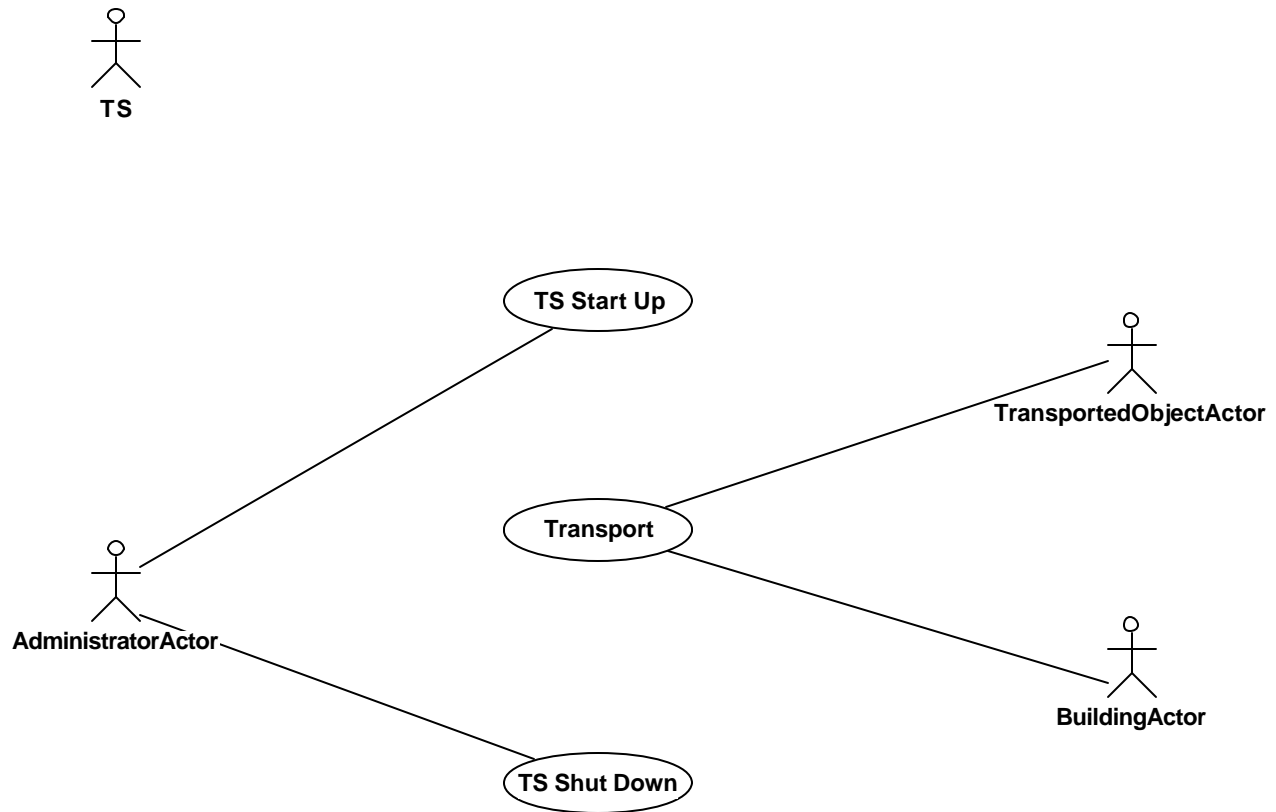 TS
TS Start Up
TransportedObjectActor
Transport
AdministratorActor
BuildingActor
TS Shut Down